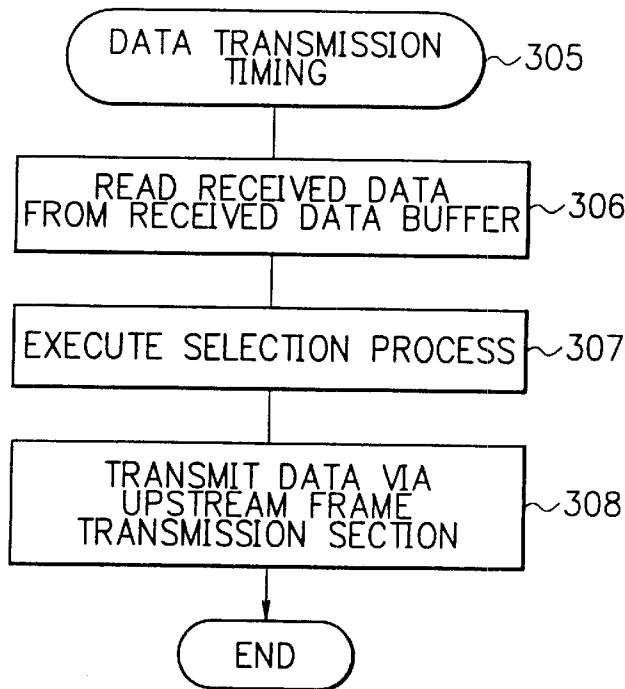 DATA TRANSMISSION
TIMING
305
READ RECEIVED DATA
FROM RECEIVED DATA BUFFER
306
EXECUTE SELECTION PROCESS
307
TRANSMIT DATA VIA
UPSTREAM FRAME
TRANSMISSION SECTION
308
END